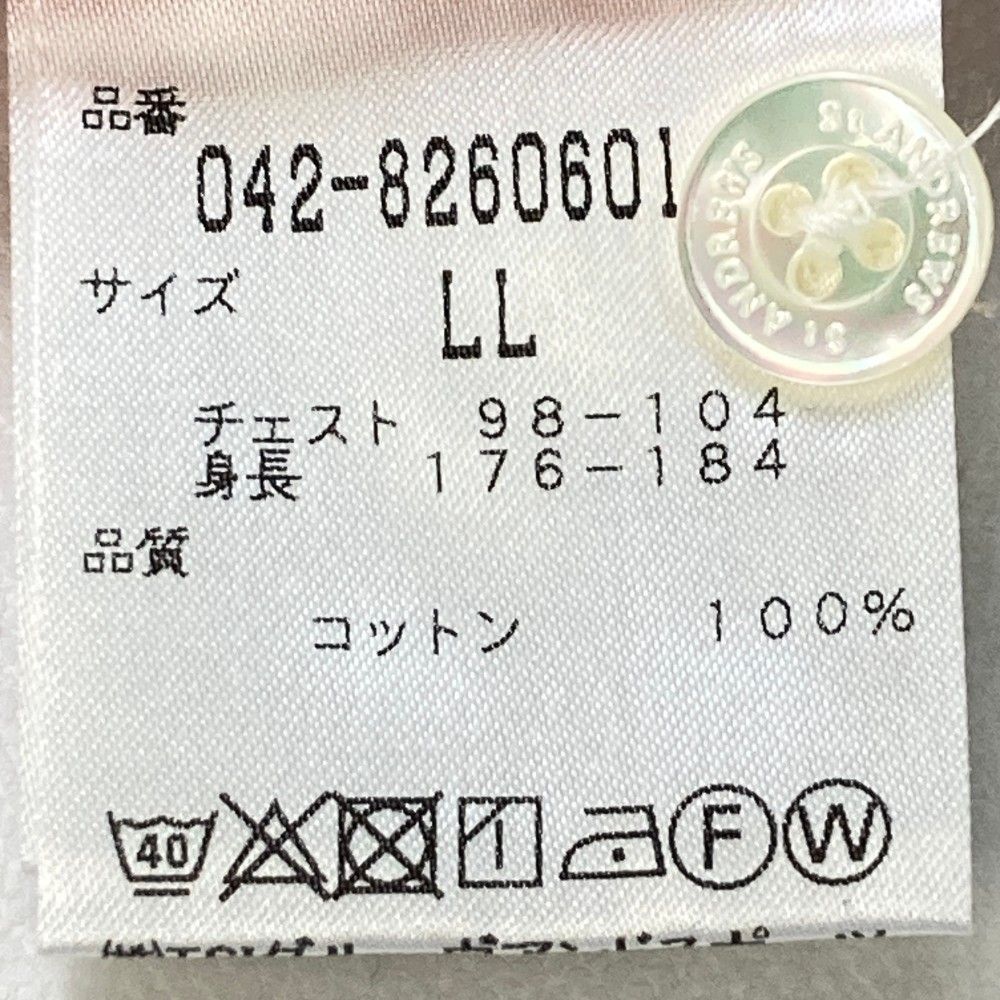 品番
042-8260601
サイズ
LL
チェスト 98-104
身長 176-184
品質
コットン 100%
40
F W
St ANDREWS St ANDREWS